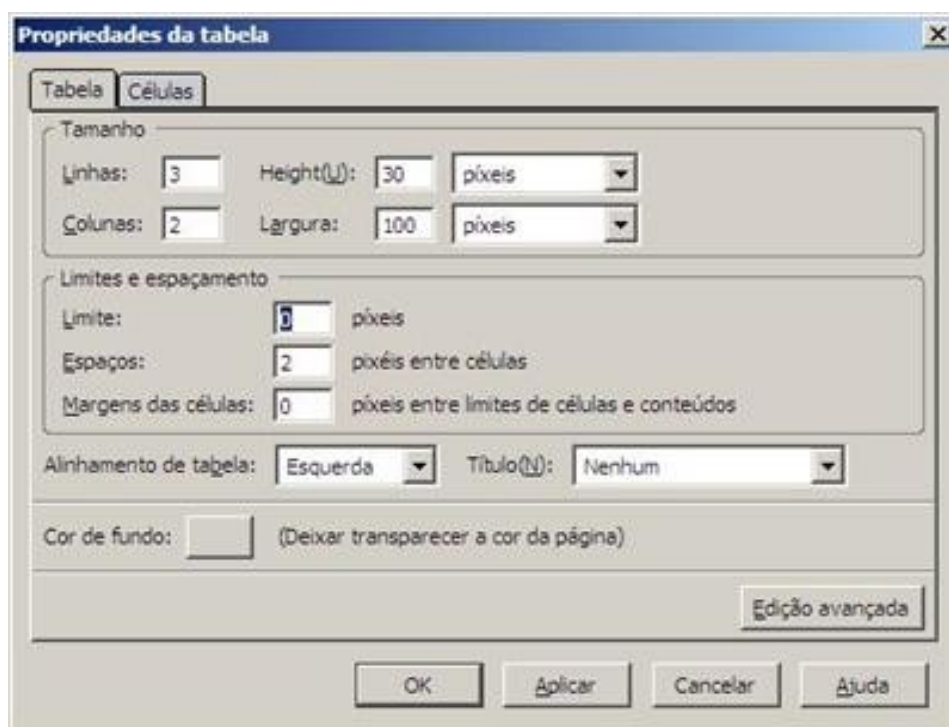 Propriedades da tabela
Tabela Células
Tamanho
Linhas: 3 Height(U): 30 píxeis
Colunas: 2 Largura: 100 píxeis
Limites e espaçamento
Limite: 0 píxeis
Espaços: 2 pixéis entre células
Margens das células: 0 píxeis entre limites de células e conteúdos
Alinhamento de tabela: Esquerda Título(N): Nenhum
Cor de fundo: (Deixar transparecer a cor da página)
Edição avançada
OK Aplicar Cancelar Ajuda